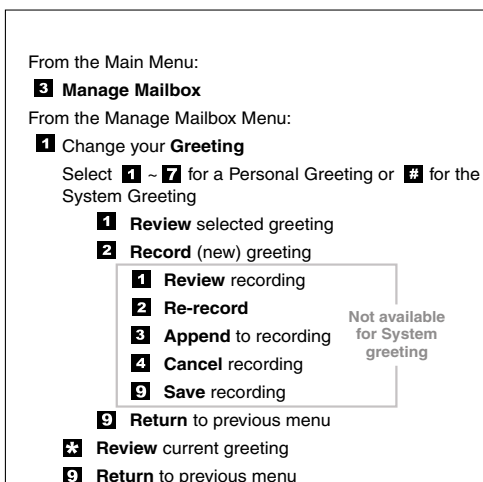 From the Main Menu:
3 Manage Mailbox
From the Manage Mailbox Menu:
1 Change your Greeting
Select 1 ~ 7 for a Personal Greeting or # for the
System Greeting
1 Review selected greeting
2 Record (new) greeting
1 Review recording
2 Re-record
3 Append to recording
4 Cancel recording
9 Save recording
Not available
for System
greeting
9 Return to previous menu
* Review current greeting
9 Return to previous menu